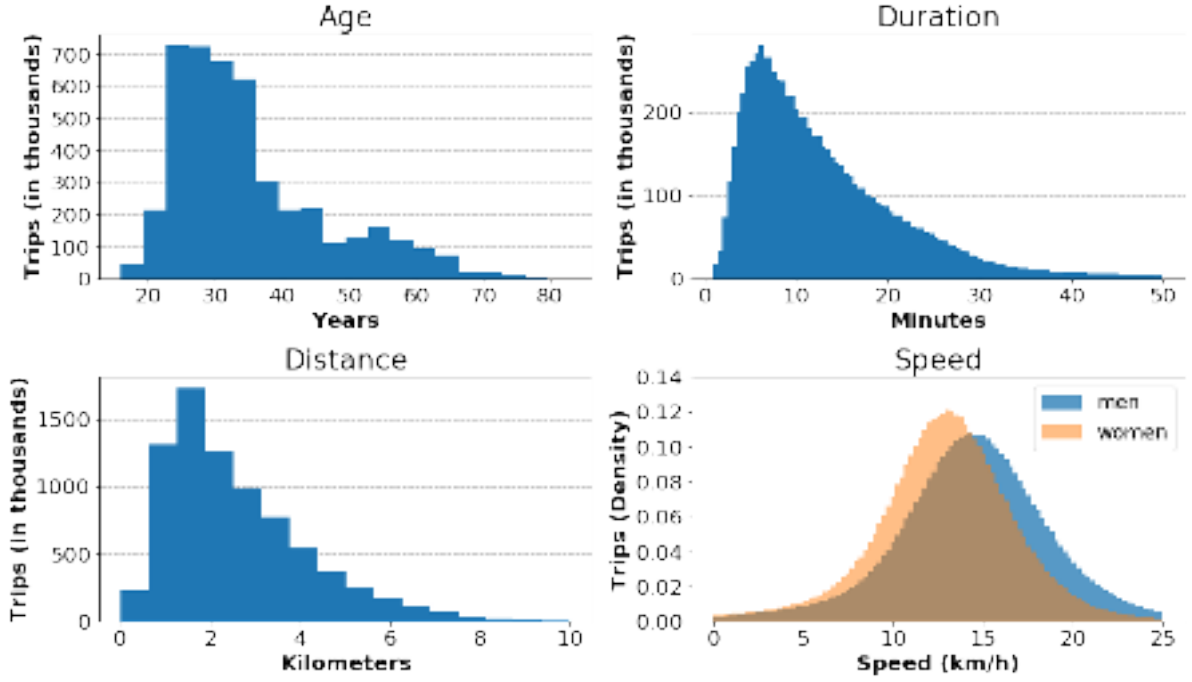 Age
Trips (in thousands)
700
600
500
400
300
200
100
0
20 30 40 50 60 70 80
Years
Duration
Trips (in thousands)
200
100
0
0 10 20 30 40 50
Minutes
Distance
Trips (in thousands)
1500
1000
500
0
0 2 4 6 8 10
Kilometers
Speed
Trips (Density)
0.14
0.12
0.10
0.08
0.06
0.04
0.02
0.00
men
women
0 5 10 15 20 25
Speed (km/h)